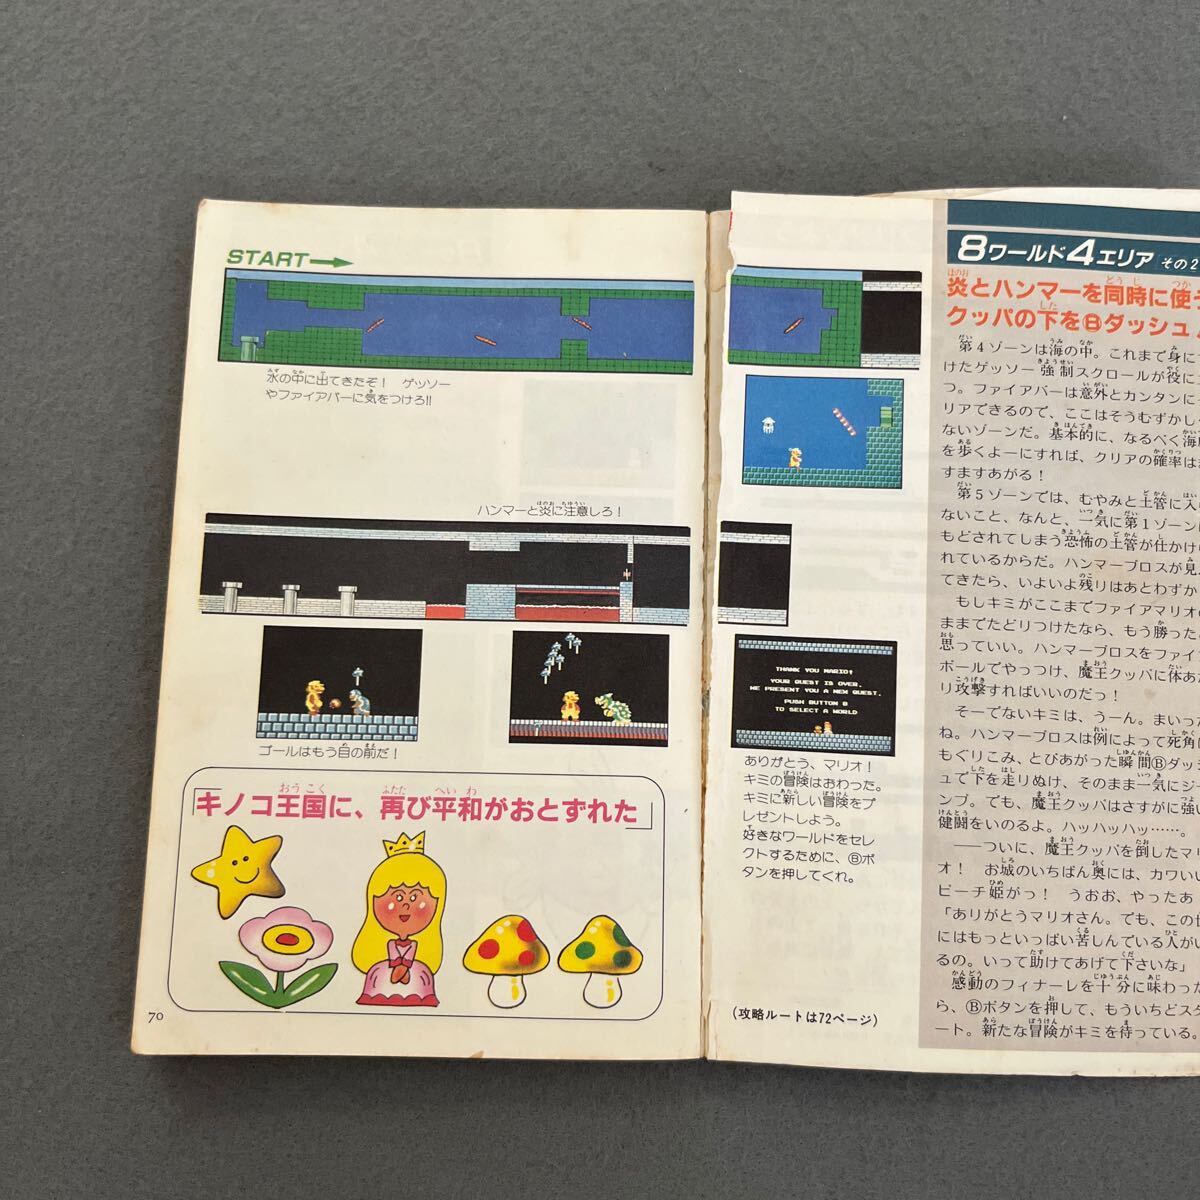 START
水の中に出てきたぞ！　ゲッソー
やファイアバーに気をつけろ!!
ハンマーと炎に注意しろ！
ゴールはもう目の前だ！
「キノコ王国に、再び平和がおとずれた」
70
THANK YOU MARIO!
YOUR QUEST IS OVER.
WE PRESENT YOU A NEW QUEST.
PUSH BUTTON B
TO SELECT A WORLD
ありがとう、マリオ！
キミの冒険はおわった。
キミに新しい冒険をプ
レゼントしよう。
好きなワールドをセレ
クトするために、Ⓑボ
タンを押してくれ。
(攻略ルートは72ページ)
8ワールド4エリア その2
炎とハンマーを同時に使う
クッパの下をⒷダッシュ
第4ゾーンは海の中。これまで身に
けたゲッソー強制スクロールが役に
つ。ファイアバーは意外とカンタンに
リアできるので、ここはそうむずかし
ないゾーンだ。基本的に、なるべく海
を歩くよーにすれば、クリアの確率は
すますあがる！
第5ゾーンでは、むやみと土管に入
ないこと、なんと、一気に第1ゾーン
もどされてしまう恐怖の土管が仕かけ
れているからだ。ハンマーブロスが見
てきたら、いよいよ残りはあとわずか
もしキミがここまでファイアマリオ
ままでたどりつけたなら、もう勝った
思っていい。ハンマーブロスをファイ
ボールでやっつけ、魔王クッパに体あ
り攻撃すればいいのだっ！
そーでないキミは、うーん。まいっ
ね。ハンマーブロスは例によって死角
もぐりこみ、とびあがった瞬間Ⓑダッ
ュで下を走りぬけ、そのまま一気にジ
ンプ。でも、魔王クッパはさすがに強
健闘をいのるよ。ハッハッハッ……。
――ついに、魔王クッパを倒したマリ
オ！　お城のいちばん奥には、カワいい
ピーチ姫がっ！　うおお、やったあ
「ありがとうマリオさん。でも、この
にはもっといっぱい苦しんでいる人が
るの。いって助けてあげて下さいな」
感動のフィナーレを十分に味わった
ら、Ⓑボタンを押して、もういちどス
ート。新たな冒険がキミを待っている。